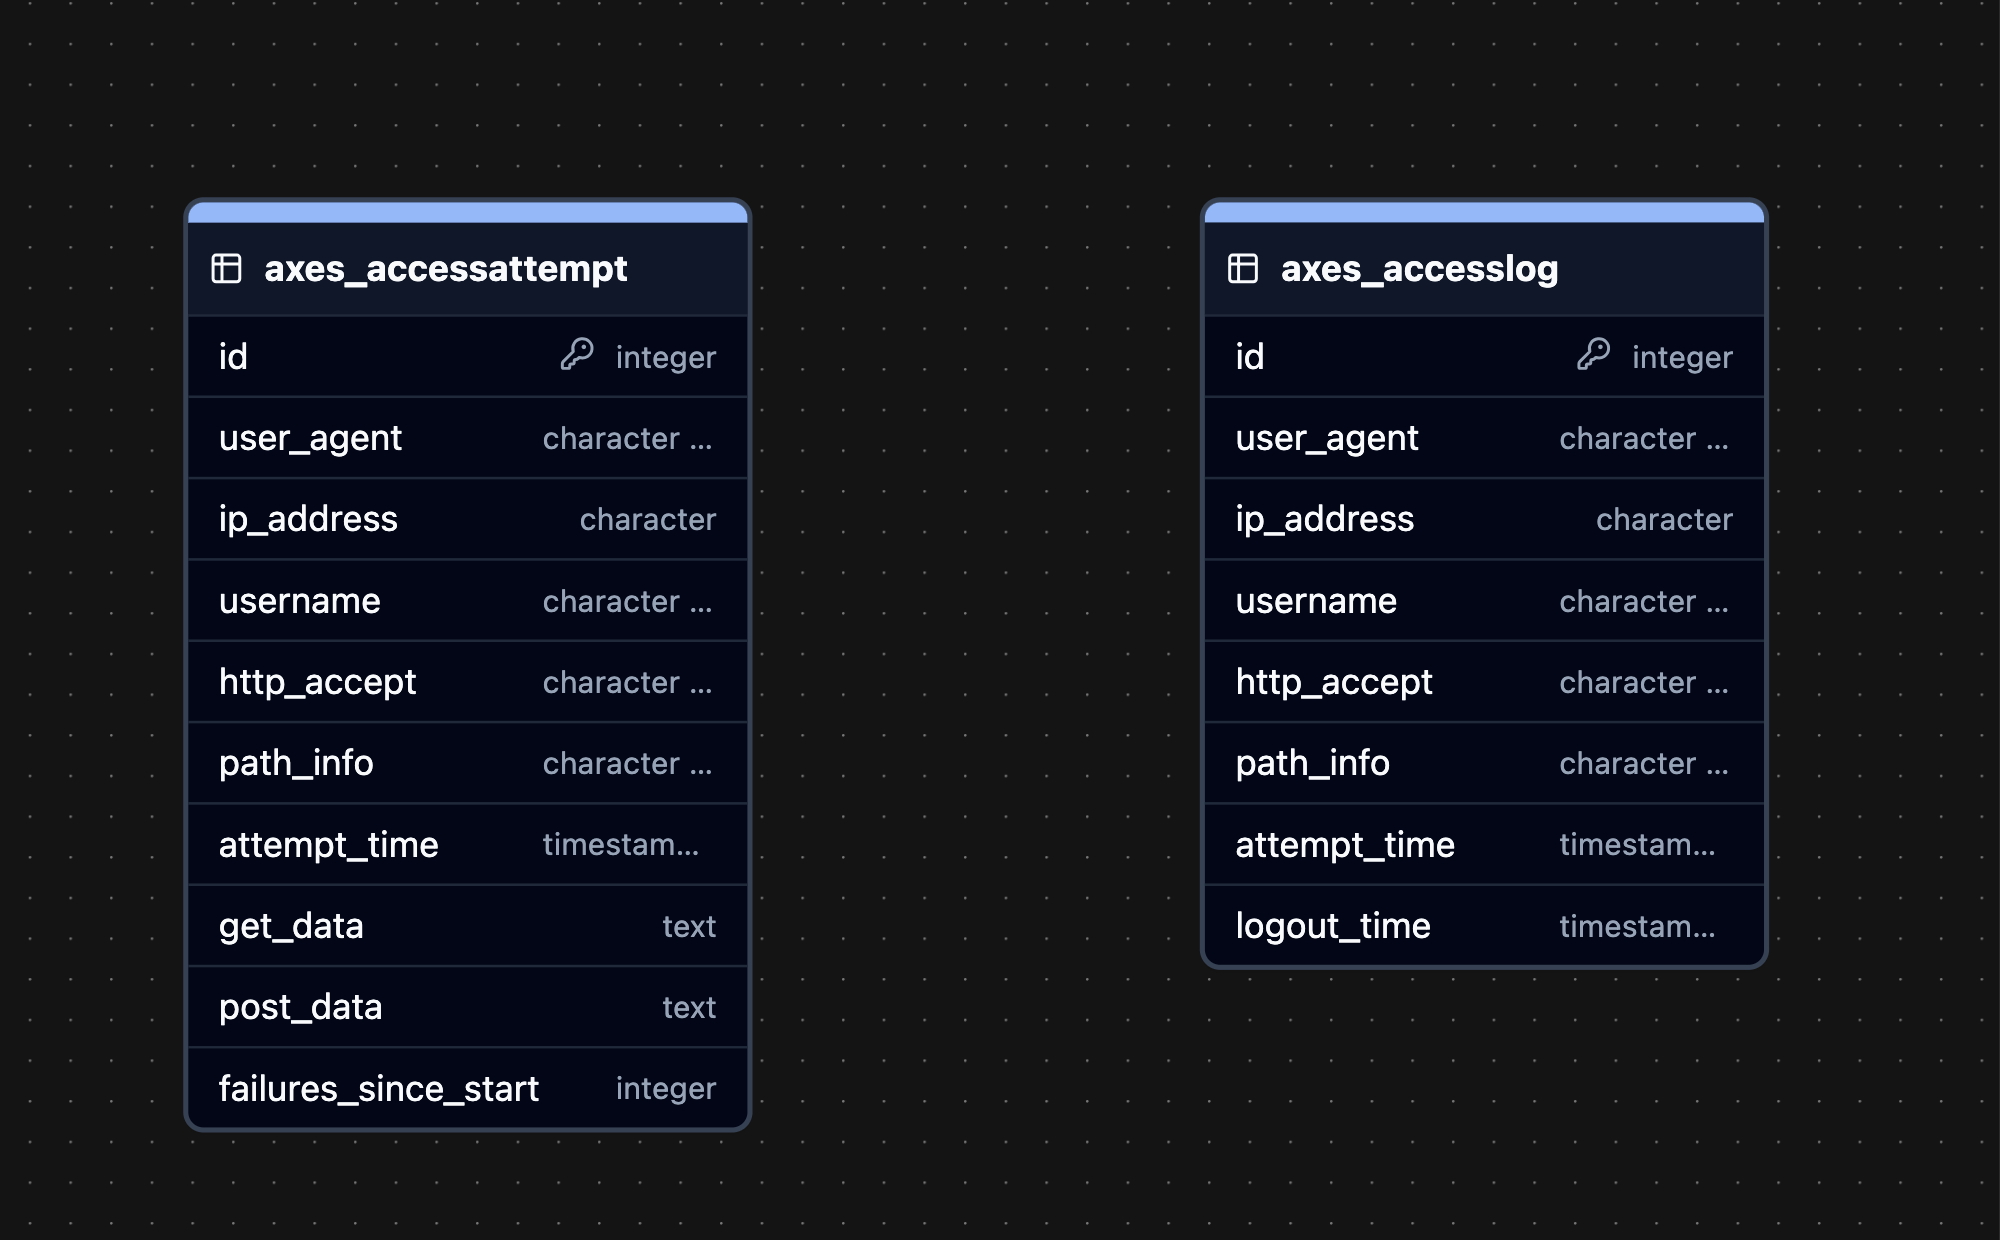 axes_accessattempt
id integer
user_agent character ...
ip_address character
username character ...
http_accept character ...
path_info character ...
attempt_time timestam...
get_data text
post_data text
failures_since_start integer
axes_accesslog
id integer
user_agent character ...
ip_address character
username character ...
http_accept character ...
path_info character ...
attempt_time timestam...
logout_time timestam...